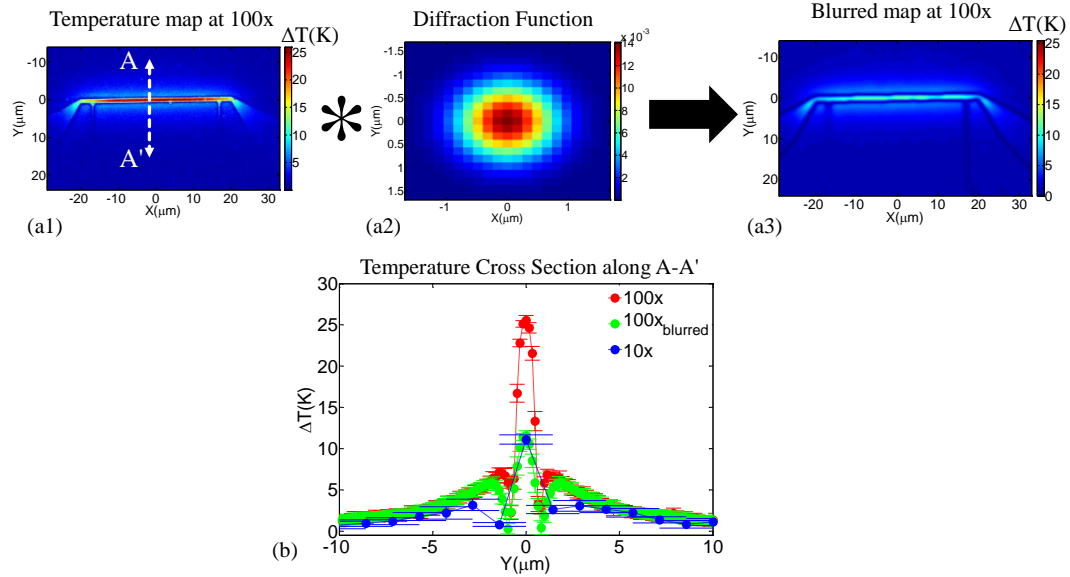 Temperature map at 100x
ΔT(K)
-10
0
10
20
Y(μm)
-20
-10
0
10
20
30
X(μm)
25
20
15
10
5
0
A
A'
(a1)
*
Diffraction Function
x 10⁻³
-1.5
-1
-0.5
0
0.5
1
1.5
Y(μm)
-1
0
1
X(μm)
14
12
10
8
6
4
2
0
(a2)
Blurred map at 100x
ΔT(K)
-10
0
10
20
Y(μm)
-20
-10
0
10
20
30
X(μm)
25
20
15
10
5
0
(a3)
Temperature Cross Section along A-A'
30
25
20
15
10
5
0
ΔT(K)
-10
-5
0
5
10
Y(μm)
100x
100x blurred
10x
(b)